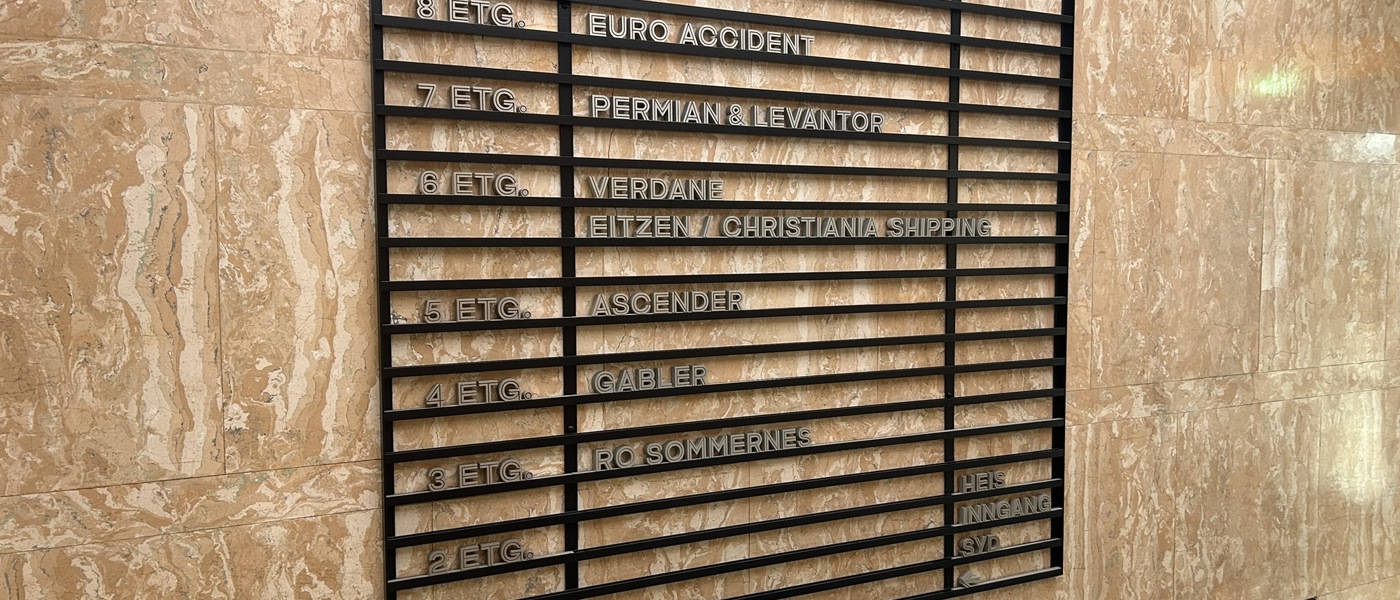 8 ETG. EURO ACCIDENT
7 ETG. PERMIAN & LEVANTOR
6 ETG. VERDANE
EITZEN / CHRISTIANIA SHIPPING
5 ETG. ASCENDER
4 ETG. GABLER
3 ETG. RO SOMMERNES
HEIS
INNGANG
2 ETG. SYD
←